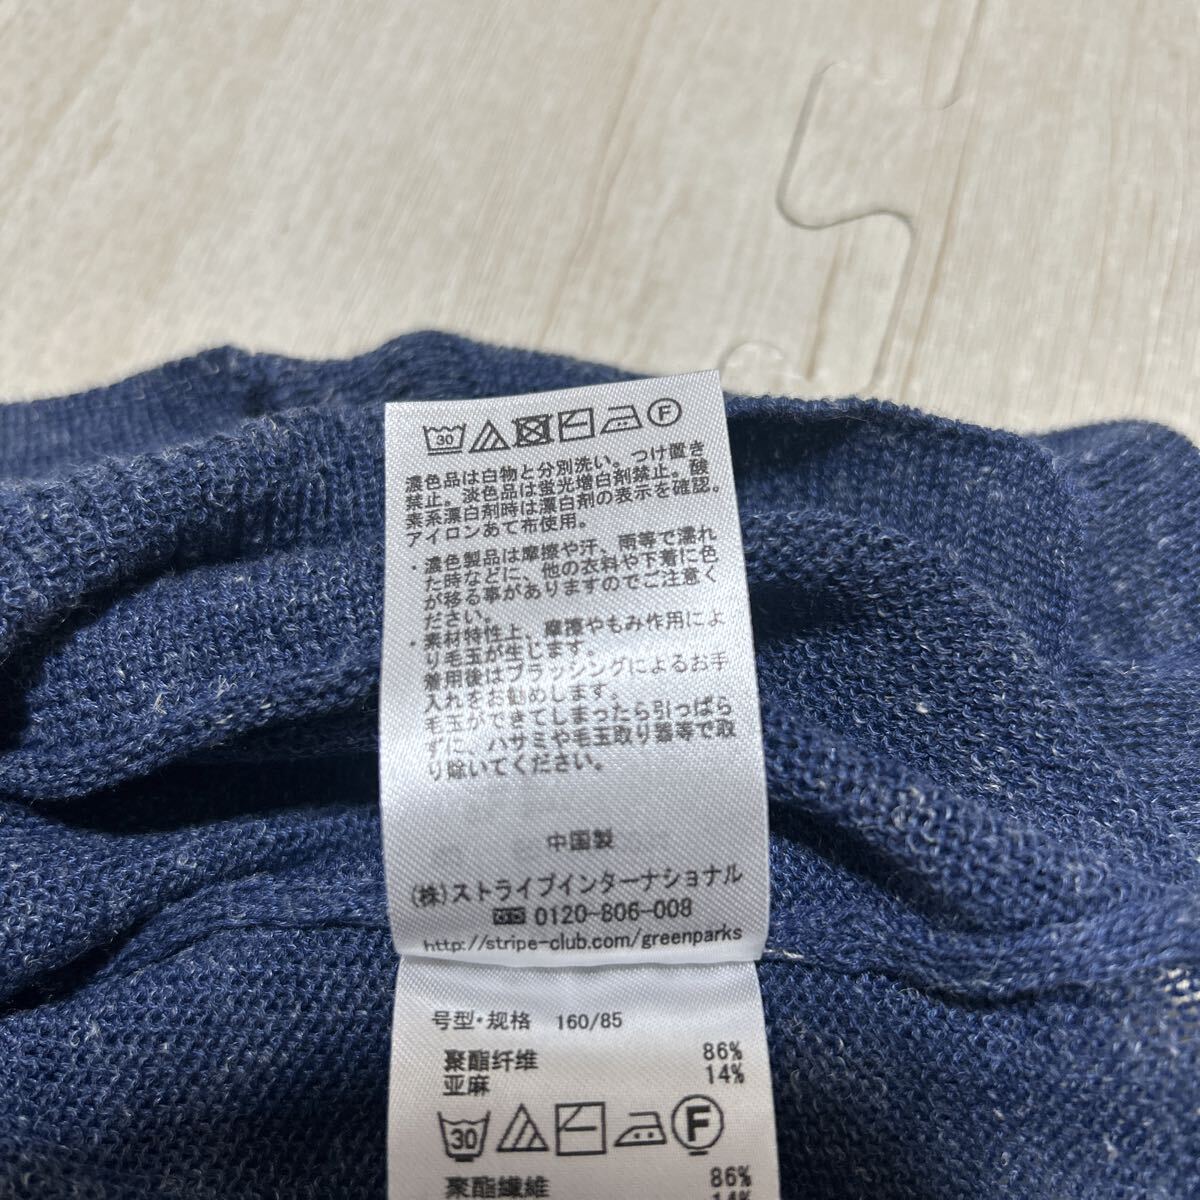 30 F
濃色品は白物と分別洗い。つけ置き
禁止。淡色品は蛍光増白剤禁止。酸
素系漂白剤時は漂白剤の表示を確認。
アイロンあて布使用。
・濃色製品は摩擦や汗、雨等で濡れ
た時などに、他の衣料や下着に色
が移る事がありますのでご注意く
ださい。
・素材特性上、摩擦やもみ作用によ
り毛玉が生じます。
着用後はブラッシングによるお手
入れをお勧めします。
毛玉ができてしまったら引っぱら
ずに、ハサミや毛玉取り器等で取
り除いてください。
中国製
(株)ストライプインターナショナル
0120-806-008
http://stripe-club.com/greenparks
号型·规格 160/85
聚酯纤维 86%
亚麻 14%
30 F
聚酯纖維 86%
14%